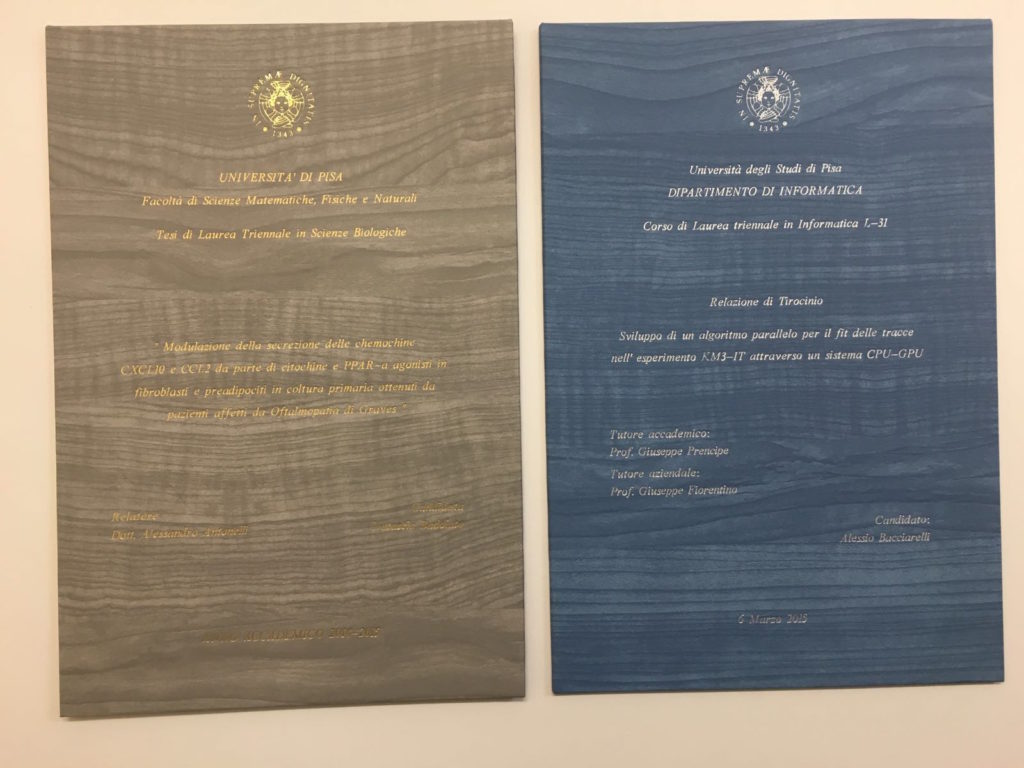 IN SUPREMÆ DIGNITATIS
1343
UNIVERSITA' DI PISA
Facoltà di Scienze Matematiche, Fisiche e Naturali
Tesi di Laurea Triennale in Scienze Biologiche
" Modulazione della secrezione delle chemochine
CXCL10 e CCL2 da parte di citochine e PPAR-α agonisti in
fibroblasti e preadipociti in coltura primaria ottenuti da
pazienti affetti da Oftalmopatia di Graves "
Relatore
Dott. Alessandro Antonelli
ANNO ACCADEMICO
IN SUPREMÆ DIGNITATIS
1343
Università degli Studi di Pisa
DIPARTIMENTO DI INFORMATICA
Corso di Laurea triennale in Informatica L-31
Relazione di Tirocinio
Sviluppo di un algoritmo parallelo per il fit delle tracce
nell' esperimento KM3-IT attraverso un sistema CPU-GPU
Tutore accademico:
Prof. Giuseppe Prencipe
Tutore aziendale:
Prof. Giuseppe Fiorentino
Candidato:
Alessio Bacciarelli
6 Marzo 2015